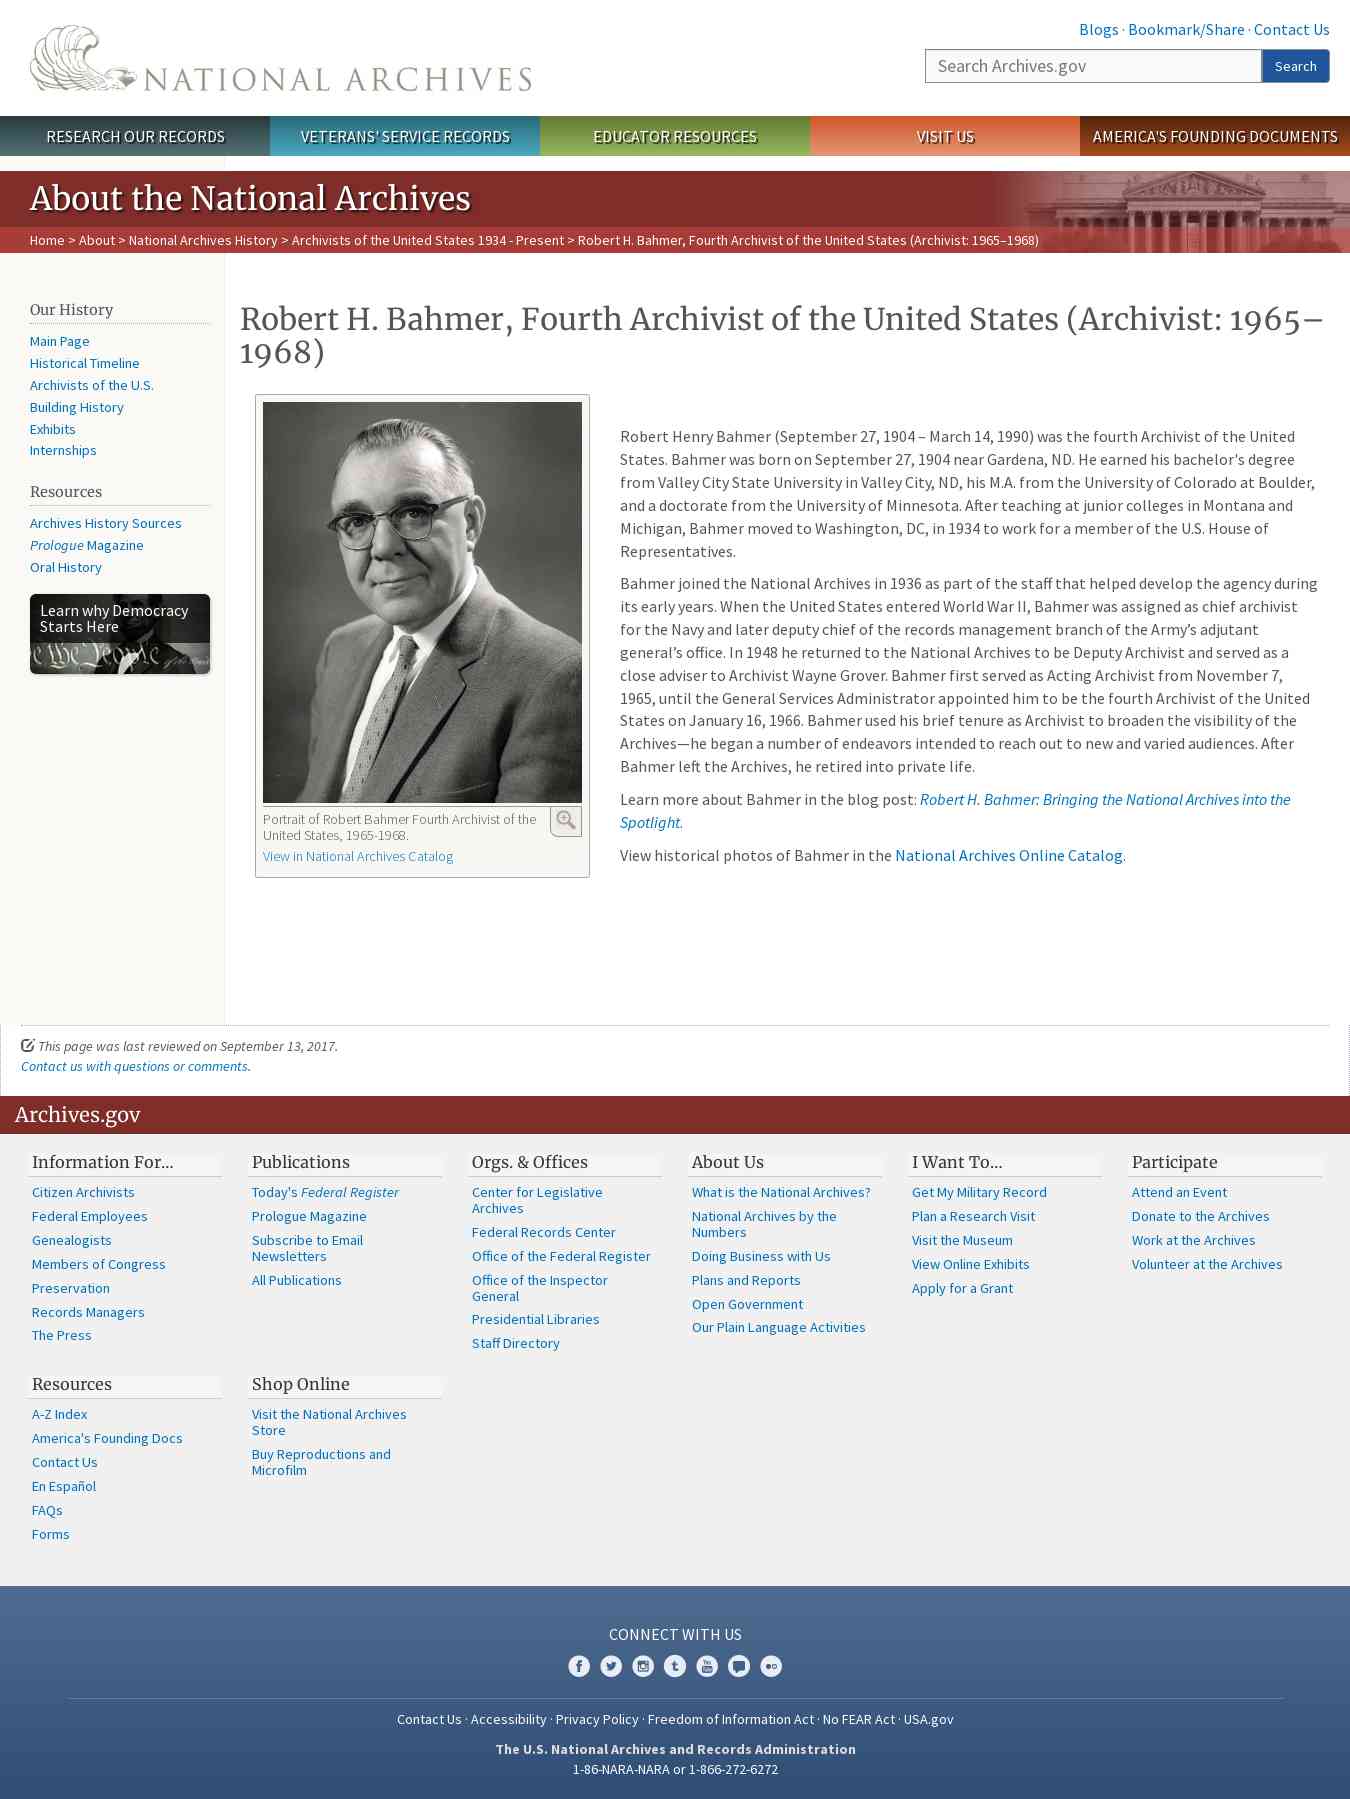 Blogs · Bookmark/Share · Contact Us
NATIONAL ARCHIVES
Search Archives.gov
Search
RESEARCH OUR RECORDS
VETERANS' SERVICE RECORDS
EDUCATOR RESOURCES
VISIT US
AMERICA'S FOUNDING DOCUMENTS
About the National Archives
Home > About > National Archives History > Archivists of the United States 1934 - Present > Robert H. Bahmer, Fourth Archivist of the United States (Archivist: 1965–1968)
Our History
Main Page
Historical Timeline
Archivists of the U.S.
Building History
Exhibits
Internships
Resources
Archives History Sources
Prologue Magazine
Oral History
Learn why Democracy
Starts Here
e the People
Robert H. Bahmer, Fourth Archivist of the United States (Archivist: 1965–
1968)
Portrait of Robert Bahmer Fourth Archivist of the
United States, 1965-1968.
View in National Archives Catalog
Robert Henry Bahmer (September 27, 1904 – March 14, 1990) was the fourth Archivist of the United
States. Bahmer was born on September 27, 1904 near Gardena, ND. He earned his bachelor's degree
from Valley City State University in Valley City, ND, his M.A. from the University of Colorado at Boulder,
and a doctorate from the University of Minnesota. After teaching at junior colleges in Montana and
Michigan, Bahmer moved to Washington, DC, in 1934 to work for a member of the U.S. House of
Representatives.
Bahmer joined the National Archives in 1936 as part of the staff that helped develop the agency during
its early years. When the United States entered World War II, Bahmer was assigned as chief archivist
for the Navy and later deputy chief of the records management branch of the Army’s adjutant
general’s office. In 1948 he returned to the National Archives to be Deputy Archivist and served as a
close adviser to Archivist Wayne Grover. Bahmer first served as Acting Archivist from November 7,
1965, until the General Services Administrator appointed him to be the fourth Archivist of the United
States on January 16, 1966. Bahmer used his brief tenure as Archivist to broaden the visibility of the
Archives—he began a number of endeavors intended to reach out to new and varied audiences. After
Bahmer left the Archives, he retired into private life.
Learn more about Bahmer in the blog post: Robert H. Bahmer: Bringing the National Archives into the
Spotlight.
View historical photos of Bahmer in the National Archives Online Catalog.
This page was last reviewed on September 13, 2017.
Contact us with questions or comments.
Archives.gov
Information For...
Citizen Archivists
Federal Employees
Genealogists
Members of Congress
Preservation
Records Managers
The Press
Publications
Today's Federal Register
Prologue Magazine
Subscribe to Email
Newsletters
All Publications
Orgs. & Offices
Center for Legislative
Archives
Federal Records Center
Office of the Federal Register
Office of the Inspector
General
Presidential Libraries
Staff Directory
About Us
What is the National Archives?
National Archives by the
Numbers
Doing Business with Us
Plans and Reports
Open Government
Our Plain Language Activities
I Want To...
Get My Military Record
Plan a Research Visit
Visit the Museum
View Online Exhibits
Apply for a Grant
Participate
Attend an Event
Donate to the Archives
Work at the Archives
Volunteer at the Archives
Resources
A-Z Index
America's Founding Docs
Contact Us
En Español
FAQs
Forms
Shop Online
Visit the National Archives
Store
Buy Reproductions and
Microfilm
CONNECT WITH US
Contact Us · Accessibility · Privacy Policy · Freedom of Information Act · No FEAR Act · USA.gov
The U.S. National Archives and Records Administration
1-86-NARA-NARA or 1-866-272-6272